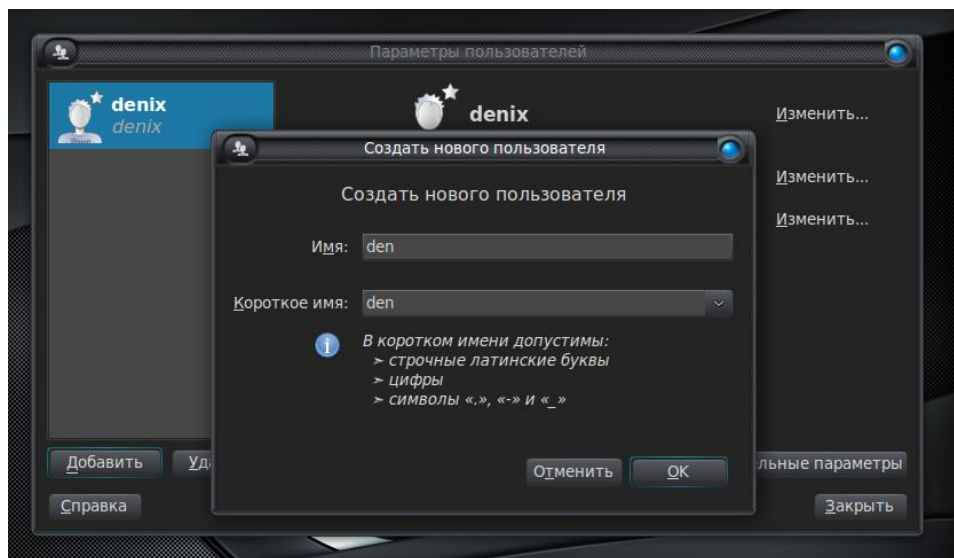 Параметры пользователей
denix
denix
denix
Изменить...
Изменить...
Изменить...
Создать нового пользователя
Создать нового пользователя
Имя:
den
Короткое имя:
den
В коротком имени допустимы:
➣ строчные латинские буквы
➣ цифры
➣ символы «.», «-» и «_»
Отменить
OK
Добавить
параметры
Справка
Закрыть